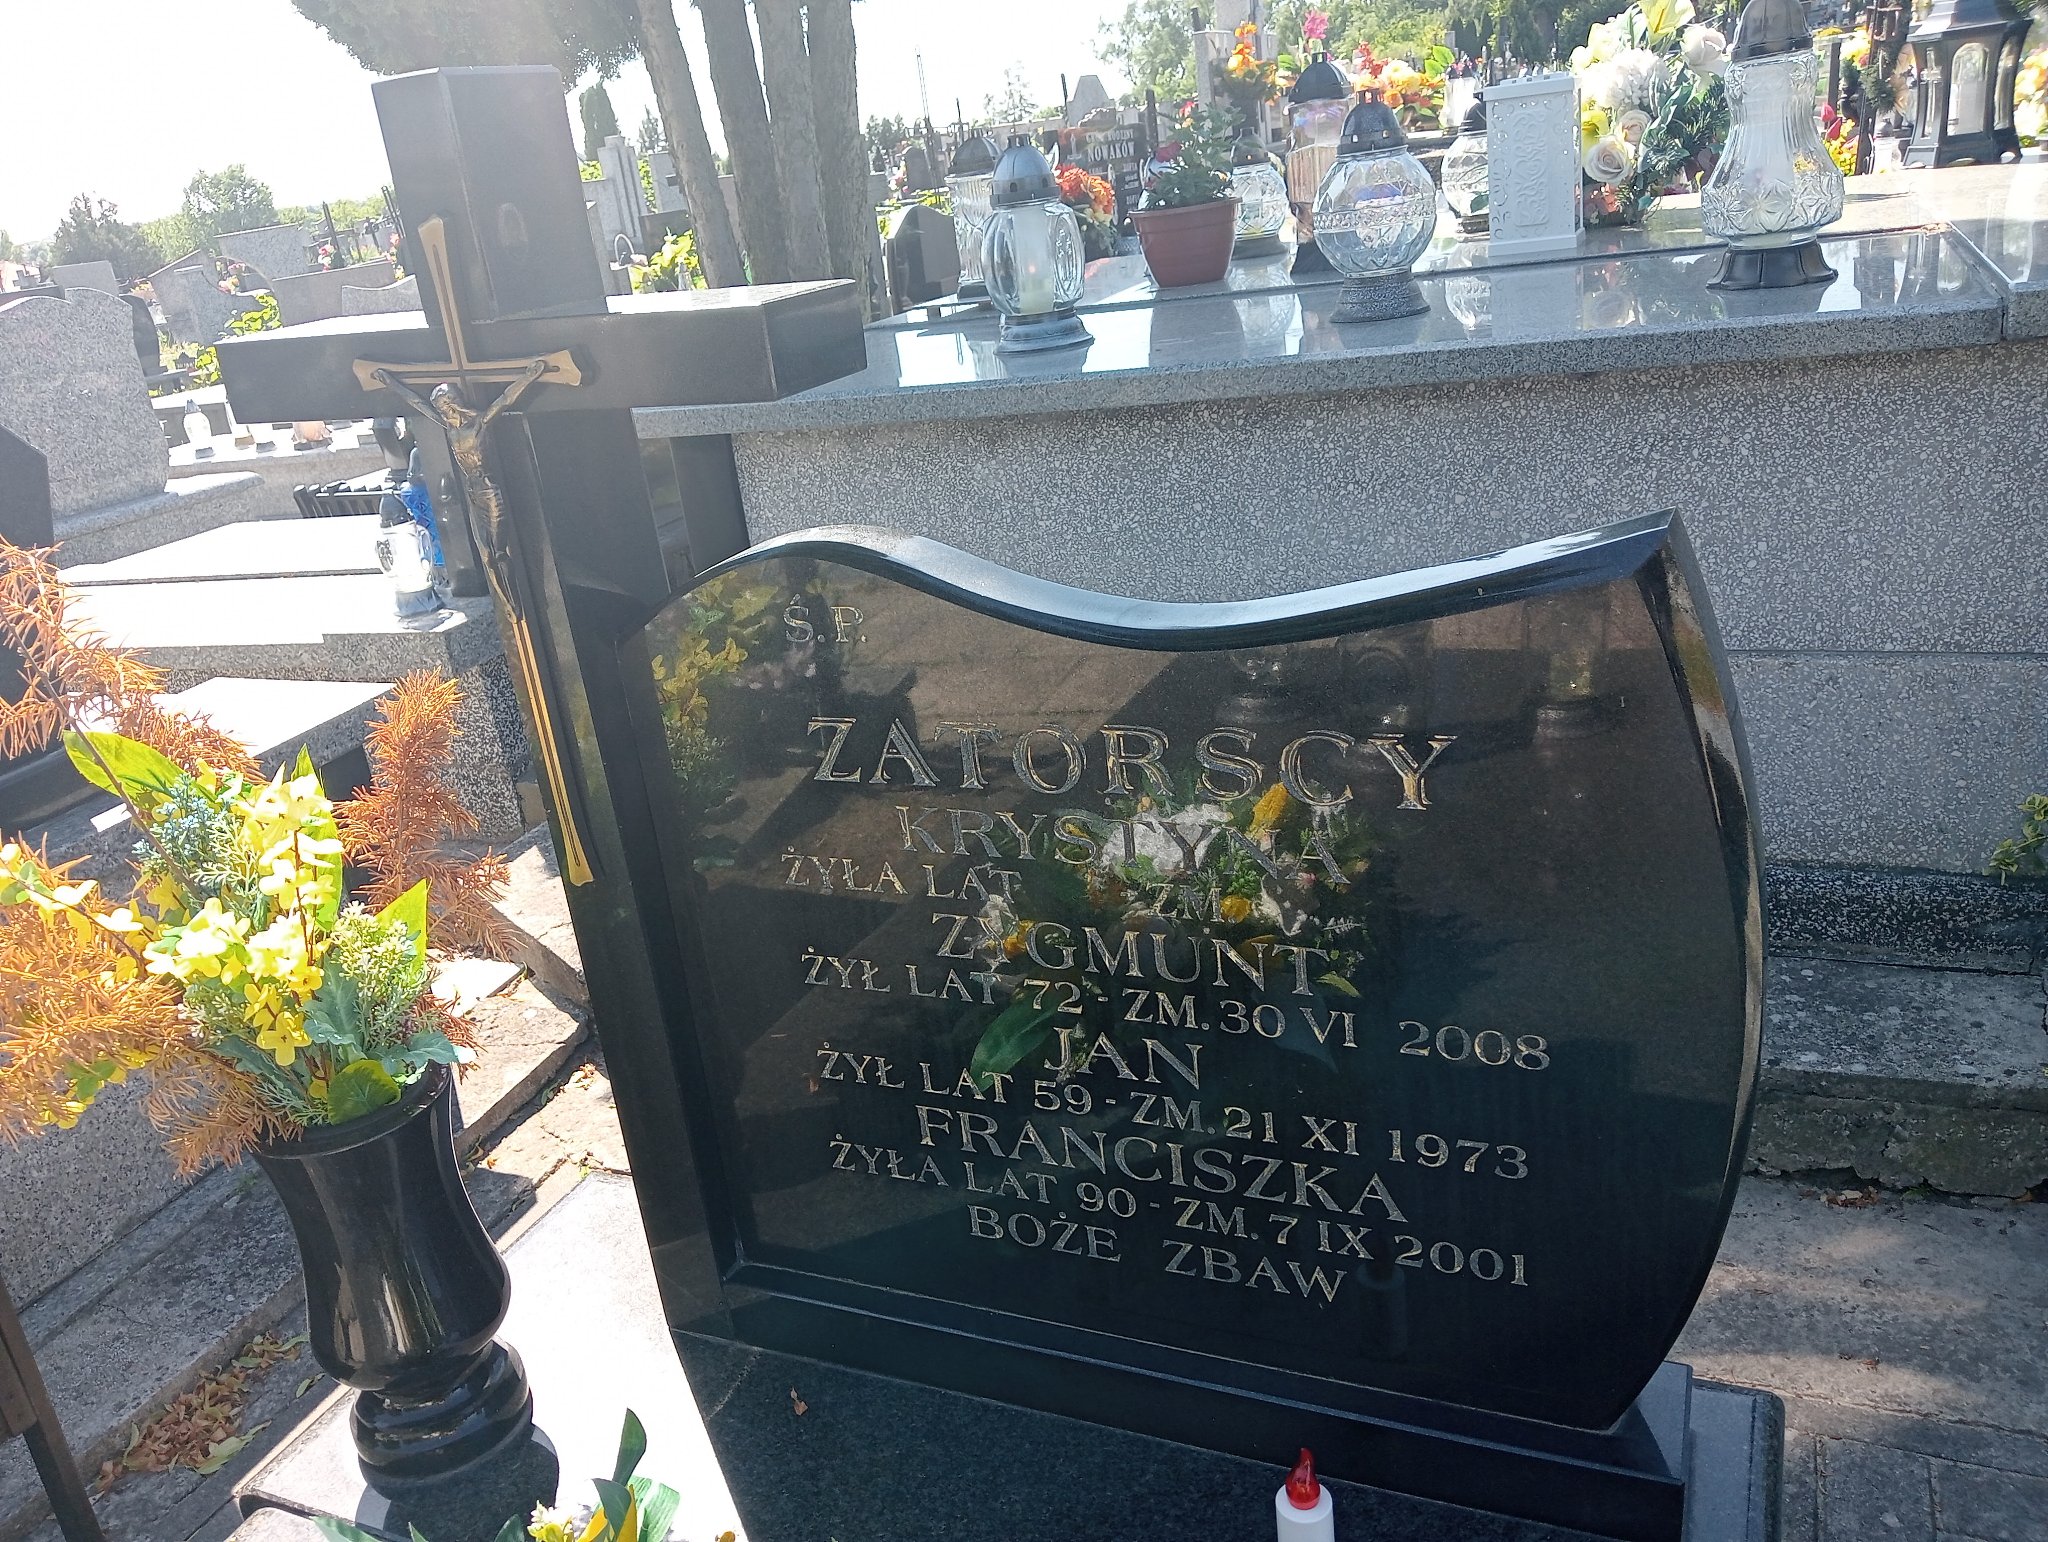 NOWAKÓW
Ś.P.
ZATORSCY
KRYSTYNA
ŻYŁA LAT ZM.
ZYGMUNT
ŻYŁ LAT 72 - ZM. 30 VI 2008
JAN
ŻYŁ LAT 59 - ZM. 21 XI 1973
FRANCISZKA
ŻYŁA LAT 90 - ZM. 7 IX 2001
BOŻE ZBAW